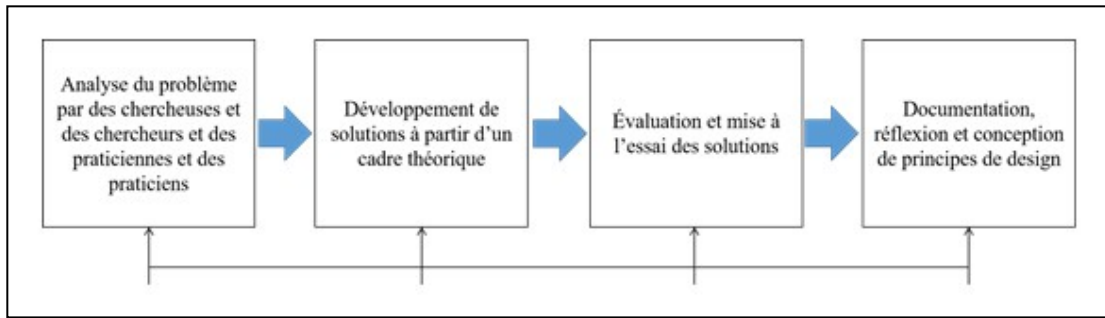 Analyse du problème
par des chercheuses et
des chercheurs et des
praticiennes et des
praticiens
Développement de
solutions à partir d’un
cadre théorique
Évaluation et mise à
l’essai des solutions
Documentation,
réflexion et conception
de principes de design